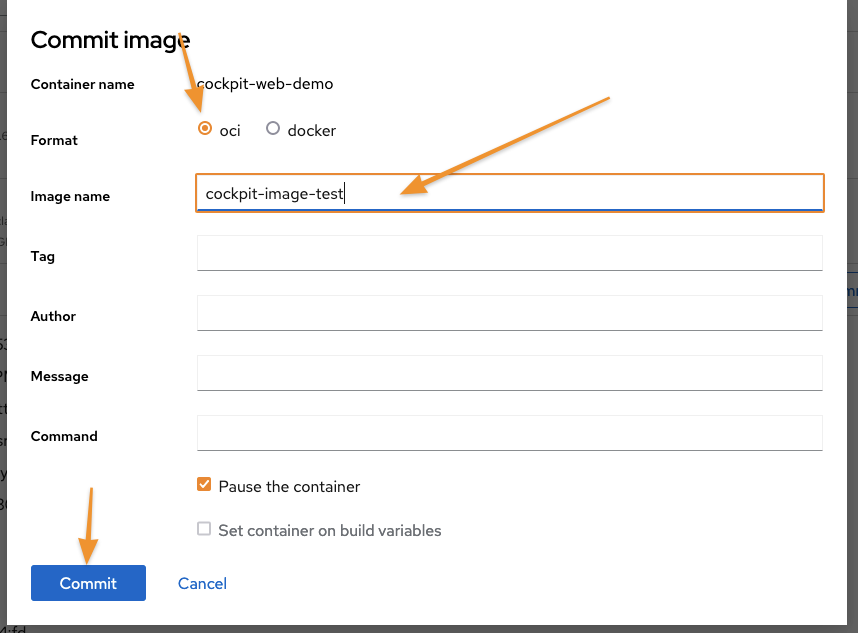 Commit image
Container name cockpit-web-demo
Format oci docker
Image name cockpit-image-test
Tag
Author
Message
Command
Pause the container
Set container on build variables
Commit Cancel